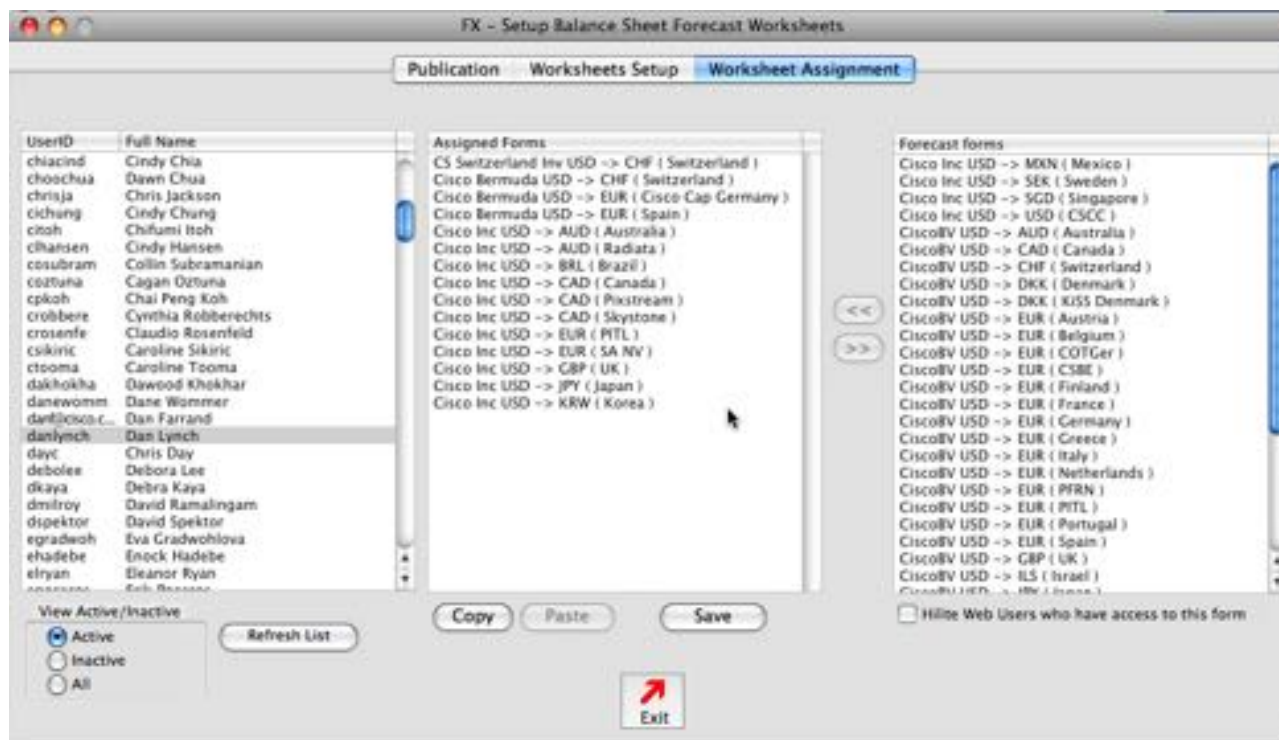 FX - Setup Balance Sheet Forecast Worksheets
Publication Worksheets Setup Worksheet Assignment
UserID Full Name
chiacind Cindy Chia
choochua Dawn Chua
chrisja Chris Jackson
cichung Cindy Chung
citoh Chifumi Itoh
clhansen Cindy Hansen
cosubram Collin Subramanian
coztuna Cagan Oztuna
cpkoh Chai Peng Koh
crobbere Cynthia Robberechts
crosenfe Claudio Rosenfeld
csikiric Caroline Sikiric
ctooma Caroline Tooma
dakhokha Dawood Khokhar
danewomm Dane Wommer
danf@cisco.c... Dan Farrand
danlynch Dan Lynch
dayc Chris Day
debolee Debora Lee
dkaya Debra Kaya
dmilroy David Ramalingam
dspektor David Spektor
egradwoh Eva Gradwohlova
ehadebe Enock Hadebe
elryan Eleanor Ryan
View Active/Inactive
Active
Inactive
All
Refresh List
Assigned Forms
CS Switzerland Inv USD -> CHF ( Switzerland )
Cisco Bermuda USD -> CHF ( Switzerland )
Cisco Bermuda USD -> EUR ( Cisco Cap Germany )
Cisco Bermuda USD -> EUR ( Spain )
Cisco Inc USD -> AUD ( Australia )
Cisco Inc USD -> AUD ( Radiata )
Cisco Inc USD -> BRL ( Brazil )
Cisco Inc USD -> CAD ( Canada )
Cisco Inc USD -> CAD ( Pixstream )
Cisco Inc USD -> CAD ( Skystone )
Cisco Inc USD -> EUR ( PITL )
Cisco Inc USD -> EUR ( SA NV )
Cisco Inc USD -> GBP ( UK )
Cisco Inc USD -> JPY ( Japan )
Cisco Inc USD -> KRW ( Korea )
Copy Paste Save
<<
>>
Forecast forms
Cisco Inc USD -> MXN ( Mexico )
Cisco Inc USD -> SEK ( Sweden )
Cisco Inc USD -> SGD ( Singapore )
Cisco Inc USD -> USD ( CSCC )
CiscoBV USD -> AUD ( Australia )
CiscoBV USD -> CAD ( Canada )
CiscoBV USD -> CHF ( Switzerland )
CiscoBV USD -> DKK ( Denmark )
CiscoBV USD -> DKK ( KiSS Denmark )
CiscoBV USD -> EUR ( Austria )
CiscoBV USD -> EUR ( Belgium )
CiscoBV USD -> EUR ( COTGer )
CiscoBV USD -> EUR ( CSBE )
CiscoBV USD -> EUR ( Finland )
CiscoBV USD -> EUR ( France )
CiscoBV USD -> EUR ( Germany )
CiscoBV USD -> EUR ( Greece )
CiscoBV USD -> EUR ( Italy )
CiscoBV USD -> EUR ( Netherlands )
CiscoBV USD -> EUR ( PFRN )
CiscoBV USD -> EUR ( PITL )
CiscoBV USD -> EUR ( Portugal )
CiscoBV USD -> EUR ( Spain )
CiscoBV USD -> GBP ( UK )
CiscoBV USD -> ILS ( Israel )
CiscoBV USD -> JPY ( Japan )
Hilite Web Users who have access to this form
Exit